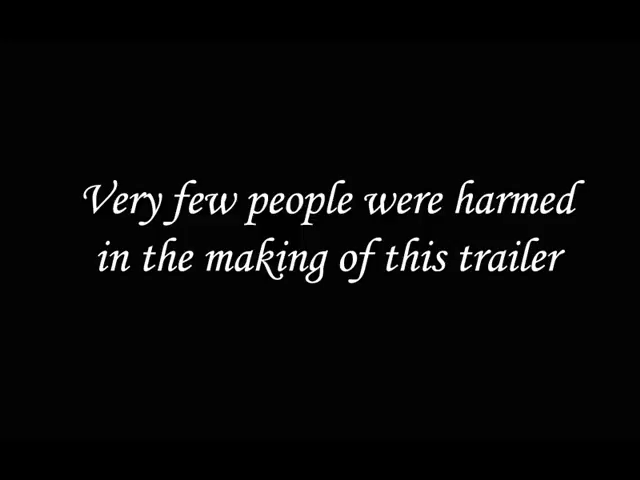 Very few people were harmed
in the making of this trailer